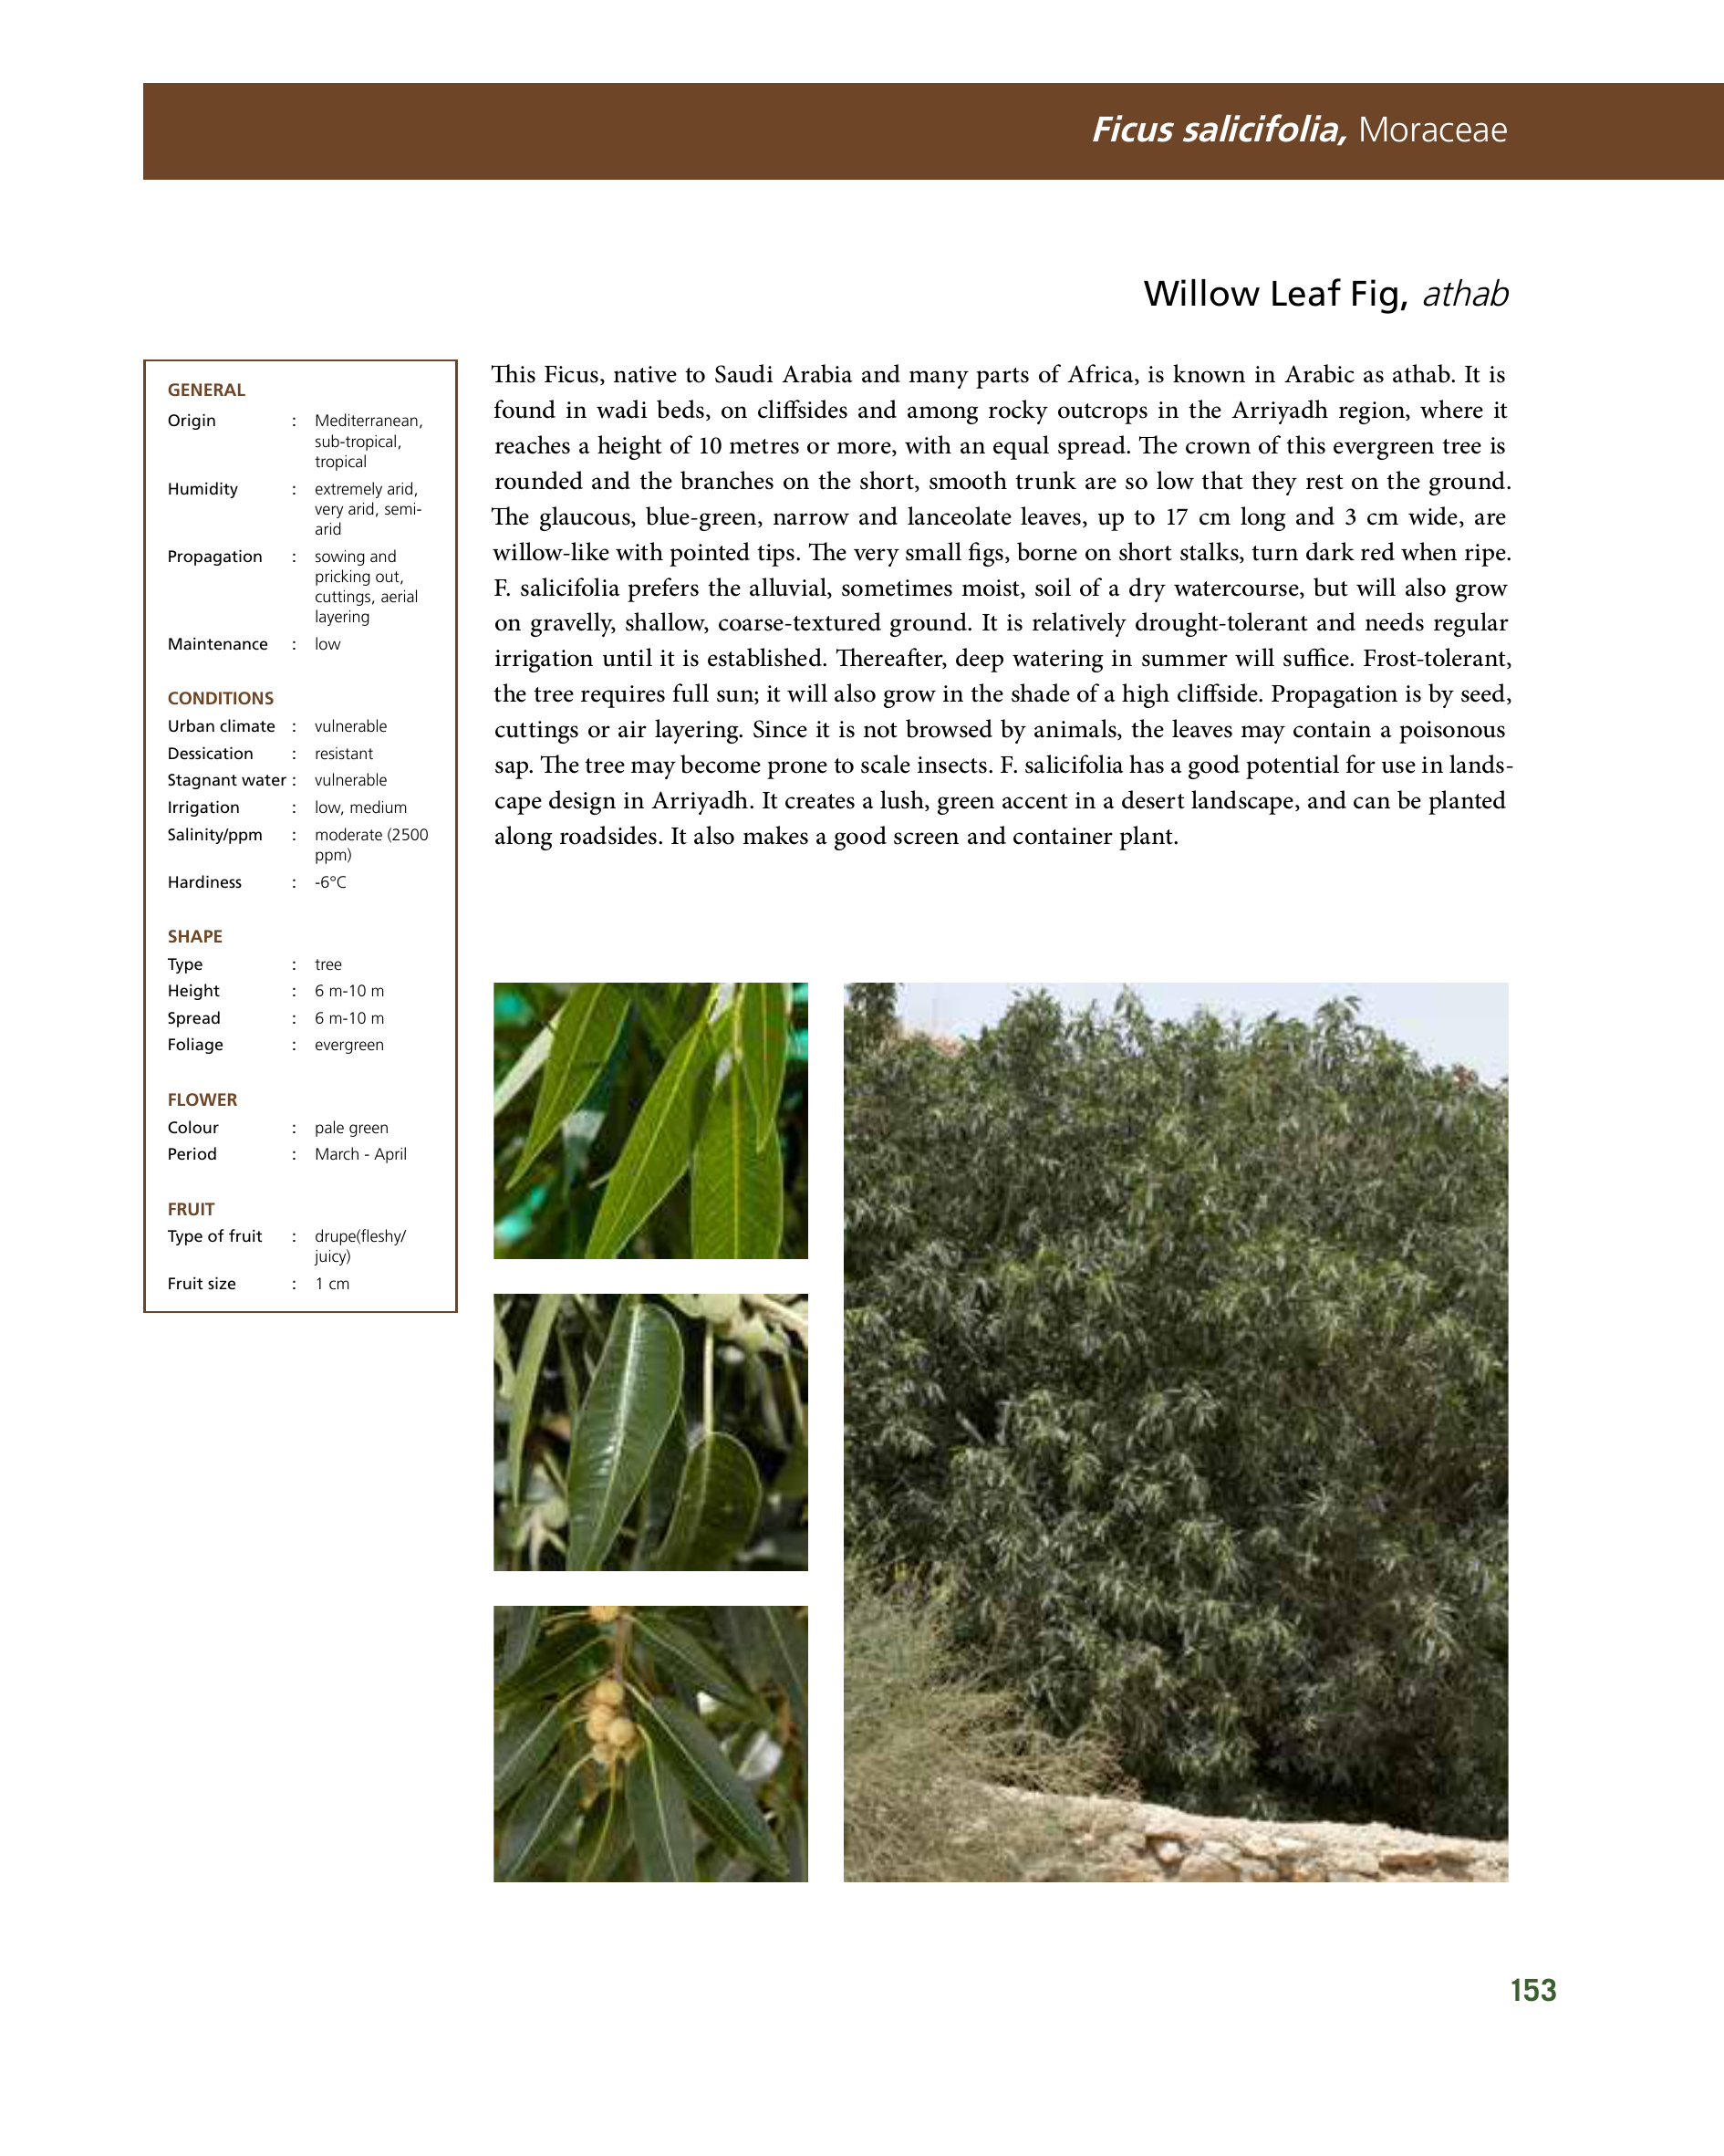 Ficus salicifolia, Moraceae
Willow Leaf Fig, athab
GENERAL
Origin : Mediterranean,
sub-tropical,
tropical
Humidity : extremely arid,
very arid, semi-
arid
Propagation : sowing and
pricking out,
cuttings, aerial
layering
Maintenance : low
CONDITIONS
Urban climate : vulnerable
Dessication : resistant
Stagnant water : vulnerable
Irrigation : low, medium
Salinity/ppm : moderate (2500
ppm)
Hardiness : -6°C
SHAPE
Type : tree
Height : 6 m-10 m
Spread : 6 m-10 m
Foliage : evergreen
FLOWER
Colour : pale green
Period : March - April
FRUIT
Type of fruit : drupe(fleshy/
juicy)
Fruit size : 1 cm
This Ficus, native to Saudi Arabia and many parts of Africa, is known in Arabic as athab. It is
found in wadi beds, on cliffsides and among rocky outcrops in the Arriyadh region, where it
reaches a height of 10 metres or more, with an equal spread. The crown of this evergreen tree is
rounded and the branches on the short, smooth trunk are so low that they rest on the ground.
The glaucous, blue-green, narrow and lanceolate leaves, up to 17 cm long and 3 cm wide, are
willow-like with pointed tips. The very small figs, borne on short stalks, turn dark red when ripe.
F. salicifolia prefers the alluvial, sometimes moist, soil of a dry watercourse, but will also grow
on gravelly, shallow, coarse-textured ground. It is relatively drought-tolerant and needs regular
irrigation until it is established. Thereafter, deep watering in summer will suffice. Frost-tolerant,
the tree requires full sun; it will also grow in the shade of a high cliffside. Propagation is by seed,
cuttings or air layering. Since it is not browsed by animals, the leaves may contain a poisonous
sap. The tree may become prone to scale insects. F. salicifolia has a good potential for use in lands-
cape design in Arriyadh. It creates a lush, green accent in a desert landscape, and can be planted
along roadsides. It also makes a good screen and container plant.
153